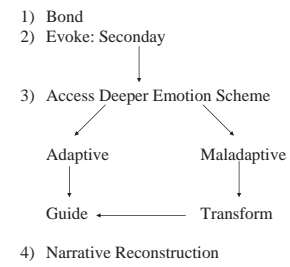 1) Bond
2) Evoke: Seconday
3) Access Deeper Emotion Scheme
Adaptive Maladaptive
Guide Transform
4) Narrative Reconstruction